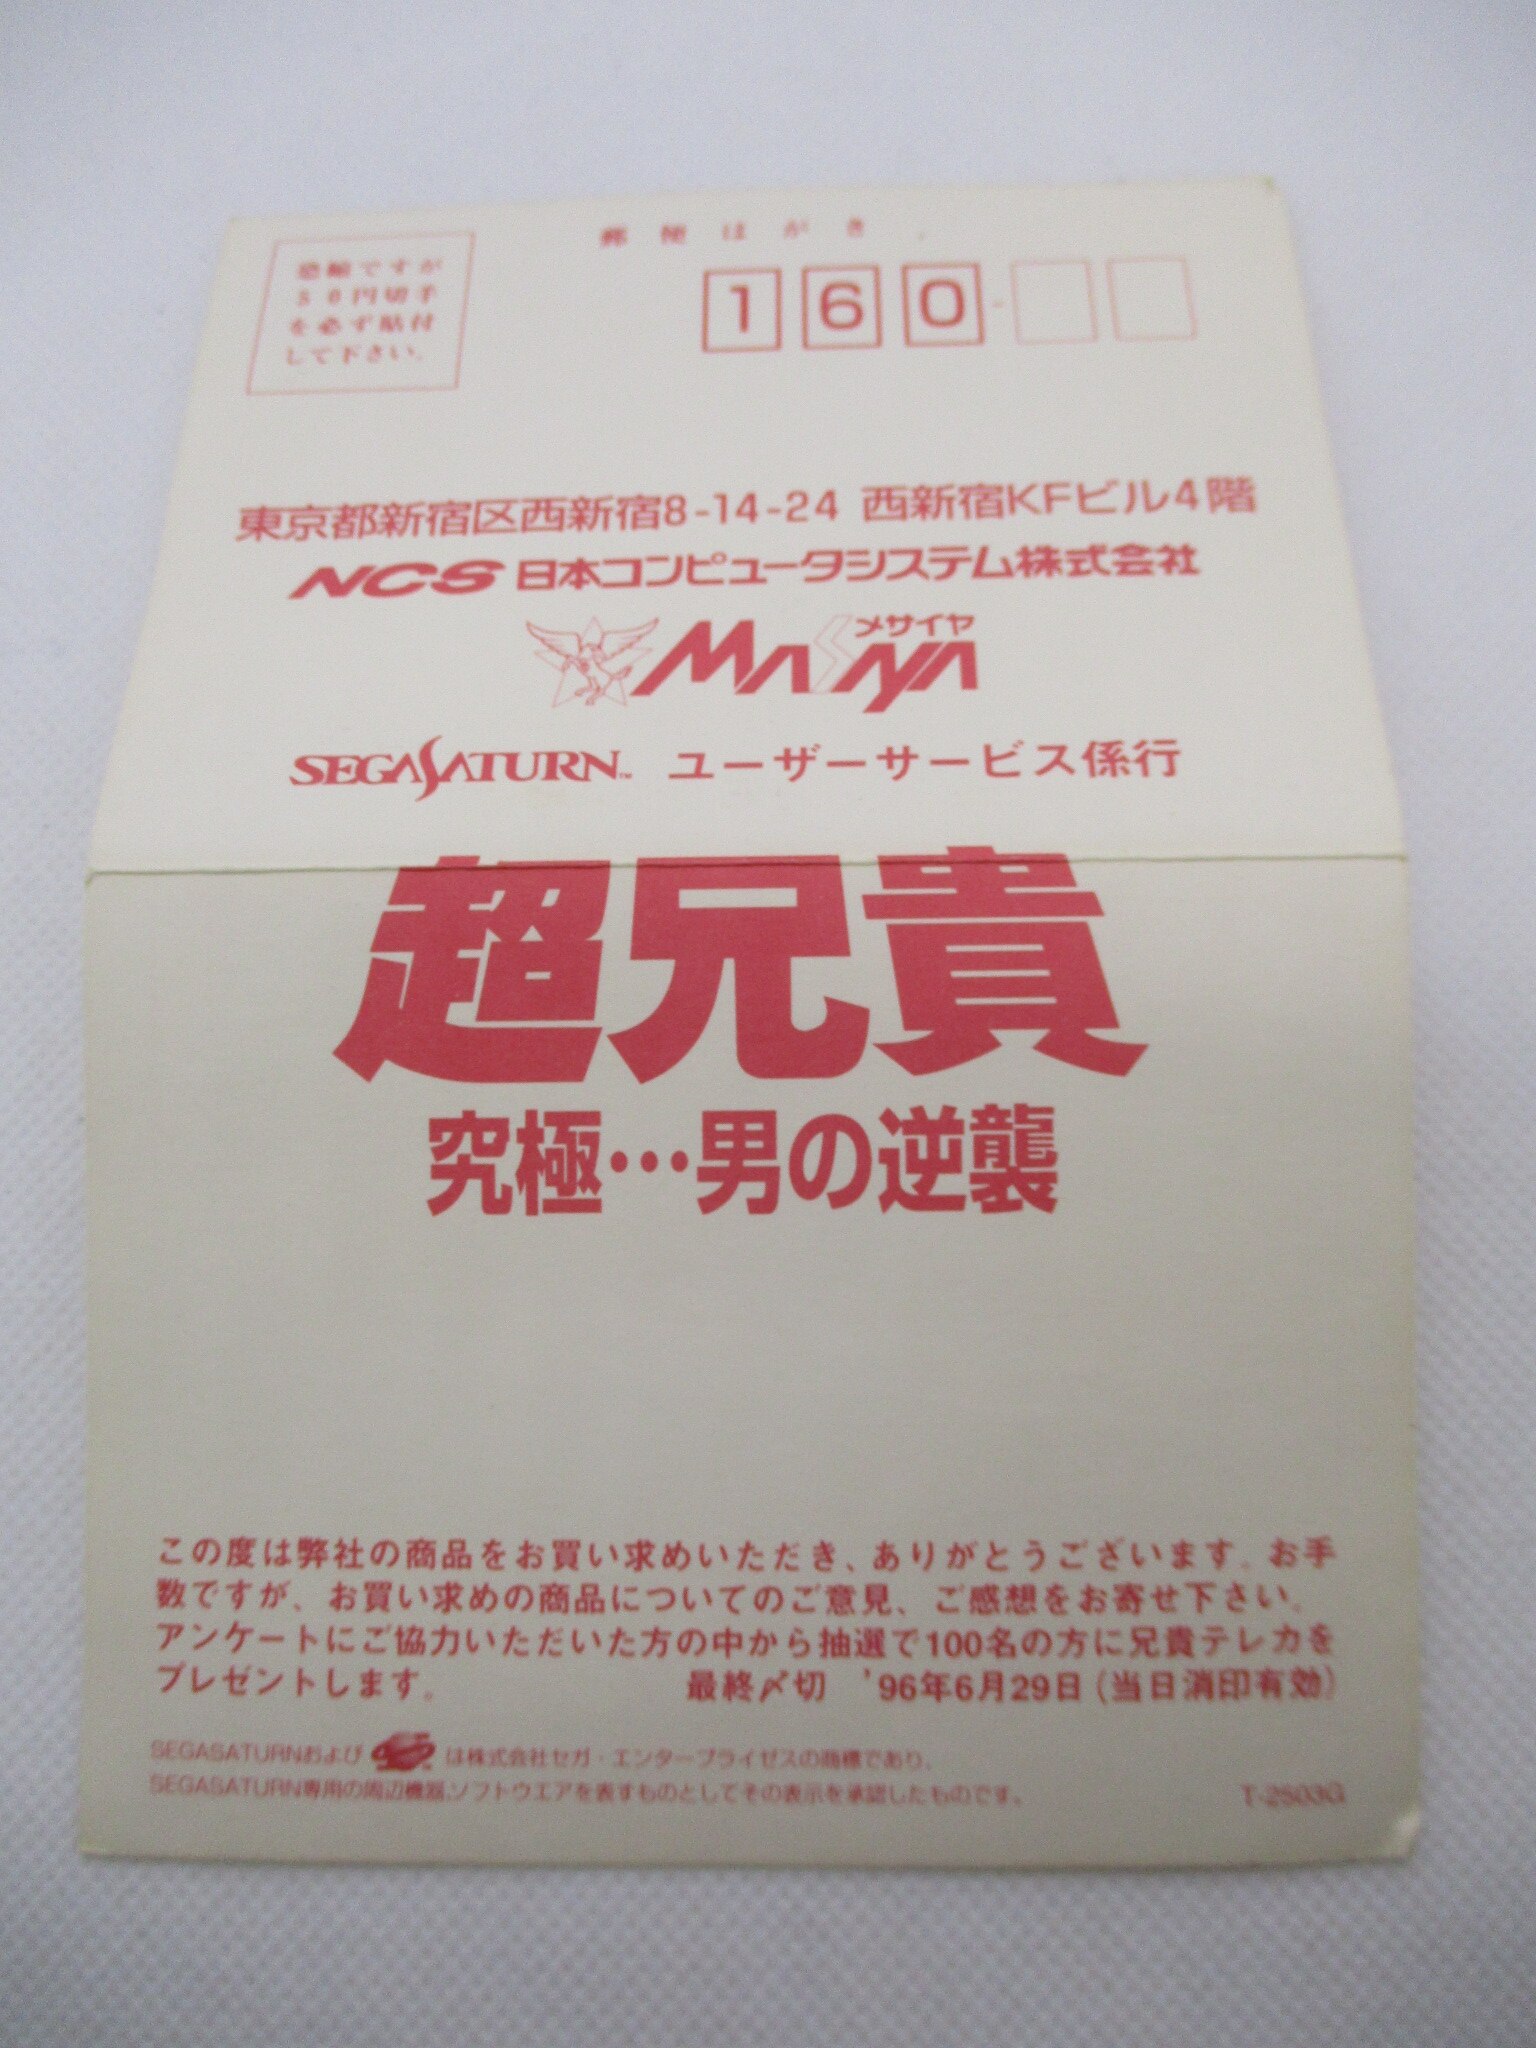 郵便はがき
恐縮ですが
50円切手
を必ず貼付
して下さい。
160-
東京都新宿区西新宿8-14-24 西新宿KFビル4階
NCS 日本コンピュータシステム株式会社
メサイヤ
MASAYA
SEGASATURN™ ユーザーサービス係行
超兄貴
究極…男の逆襲
この度は弊社の商品をお買い求めいただき、ありがとうございます。お手
数ですが、お買い求めの商品についてのご意見、ご感想をお寄せ下さい。
アンケートにご協力いただいた方の中から抽選で100名の方に兄貴テレカを
プレゼントします。 最終〆切 '96年6月29日(当日消印有効)
SEGASATURNおよび は株式会社セガ・エンタープライゼスの商標であり、
SEGASATURN専用の周辺機器、ソフトウエアを表すものとしてその表示を承認したものです。
T-2503G